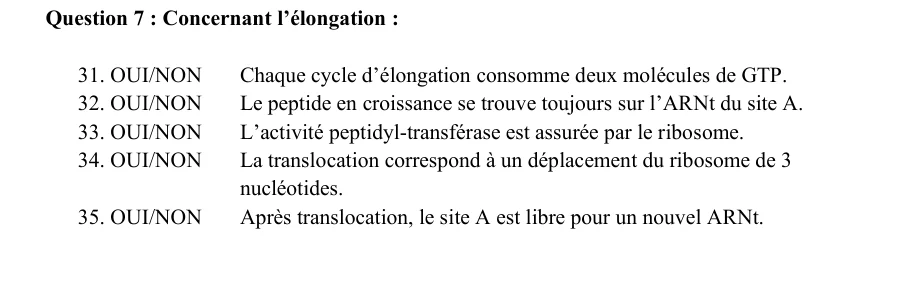 Question 7 : Concernant l’élongation :
31. OUI/NON Chaque cycle d’élongation consomme deux molécules de GTP.
32. OUI/NON Le peptide en croissance se trouve toujours sur l’ARNt du site A.
33. OUI/NON L’activité peptidyl-transférase est assurée par le ribosome.
34. OUI/NON La translocation correspond à un déplacement du ribosome de 3
nucléotides.
35. OUI/NON Après translocation, le site A est libre pour un nouvel ARNt.